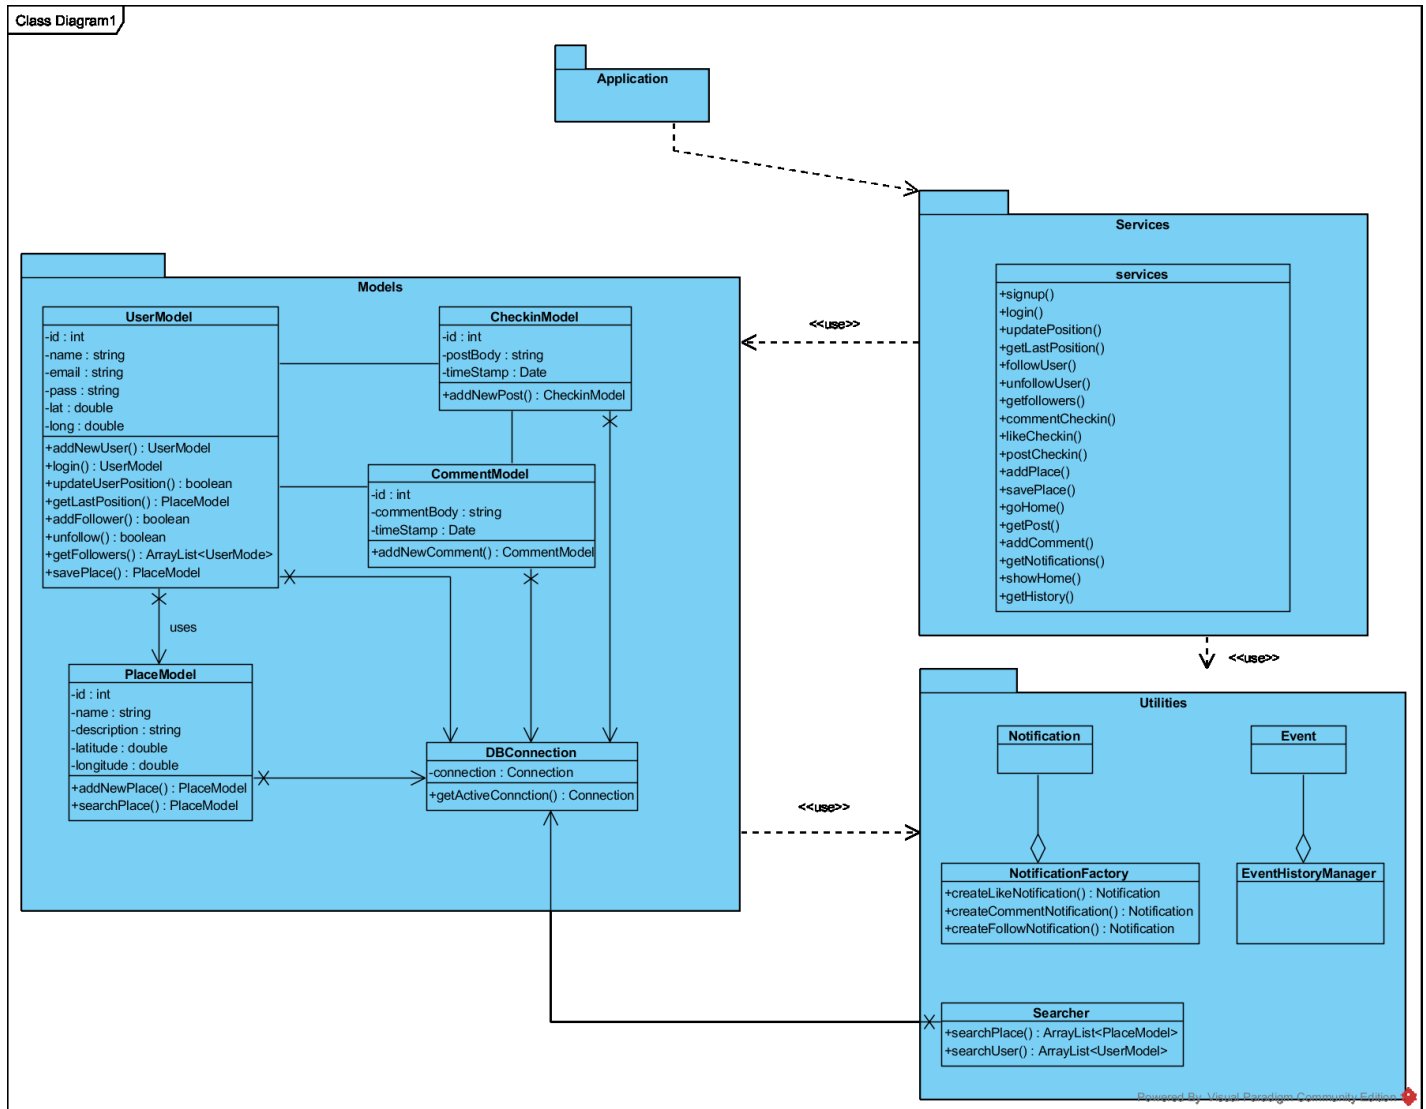 Class Diagram1
Application
Services
services
+signup()
+login()
+updatePosition()
+getLastPosition()
+followUser()
+unfollowUser()
+getfollowers()
+commentCheckin()
+likeCheckin()
+postCheckin()
+addPlace()
+savePlace()
+goHome()
+getPost()
+addComment()
+getNotifications()
+showHome()
+getHistory()
<<use>>
Models
UserModel
-id : int
-name : string
-email : string
-pass : string
-lat : double
-long : double
+addNewUser() : UserModel
+login() : UserModel
+updateUserPosition() : boolean
+getLastPosition() : PlaceModel
+addFollower() : boolean
+unfollow() : boolean
+getFollowers() : ArrayList<UserMode>
+savePlace() : PlaceModel
CheckinModel
-id : int
-postBody : string
-timeStamp : Date
+addNewPost() : CheckinModel
CommentModel
-id : int
-commentBody : string
-timeStamp : Date
+addNewComment() : CommentModel
uses
PlaceModel
-id : int
-name : string
-description : string
-latitude : double
-longitude : double
+addNewPlace() : PlaceModel
+searchPlace() : PlaceModel
DBConnection
-connection : Connection
+getActiveConnction() : Connection
<<use>>
<<use>>
Utilities
Notification
Event
NotificationFactory
+createLikeNotification() : Notification
+createCommentNotification() : Notification
+createFollowNotification() : Notification
EventHistoryManager
Searcher
+searchPlace() : ArrayList<PlaceModel>
+searchUser() : ArrayList<UserModel>
Powered By Visual Paradigm Community Edition